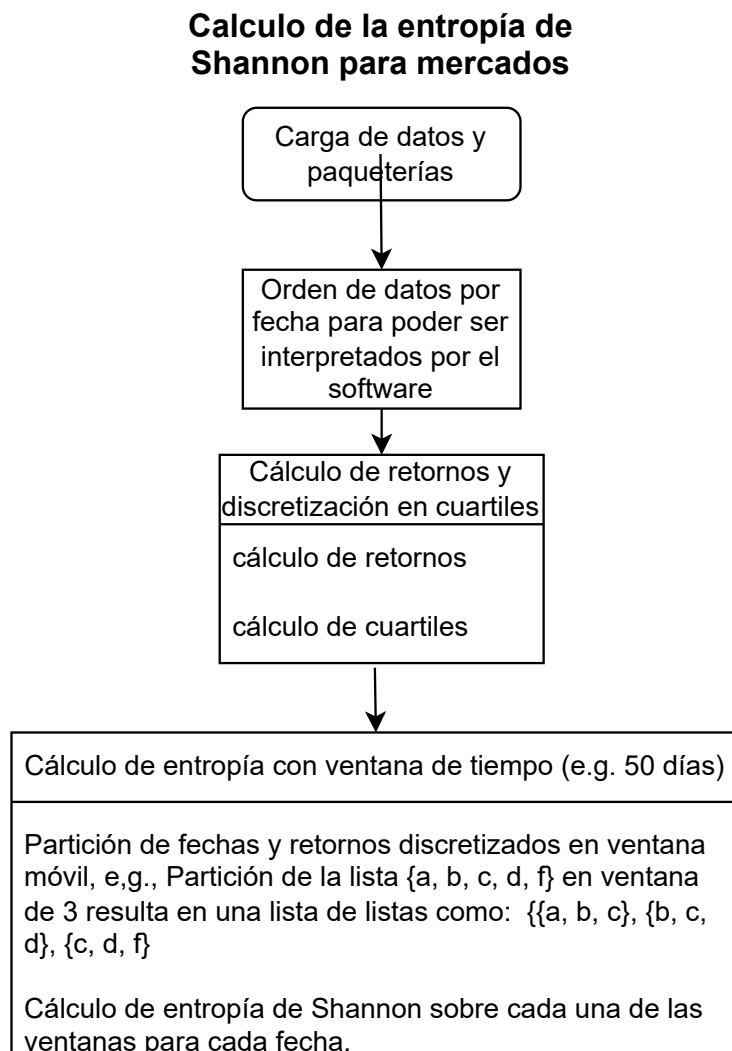 Calculo de la entropía de
Shannon para mercados
Carga de datos y
paqueterías
Orden de datos por
fecha para poder ser
interpretados por el
software
Cálculo de retornos y
discretización en cuartiles
cálculo de retornos
cálculo de cuartiles
Cálculo de entropía con ventana de tiempo (e.g. 50 días)
Partición de fechas y retornos discretizados en ventana
móvil, e,g., Partición de la lista {a, b, c, d, f} en ventana
de 3 resulta en una lista de listas como:  {{a, b, c}, {b, c,
d}, {c, d, f}
Cálculo de entropía de Shannon sobre cada una de las
ventanas para cada fecha.